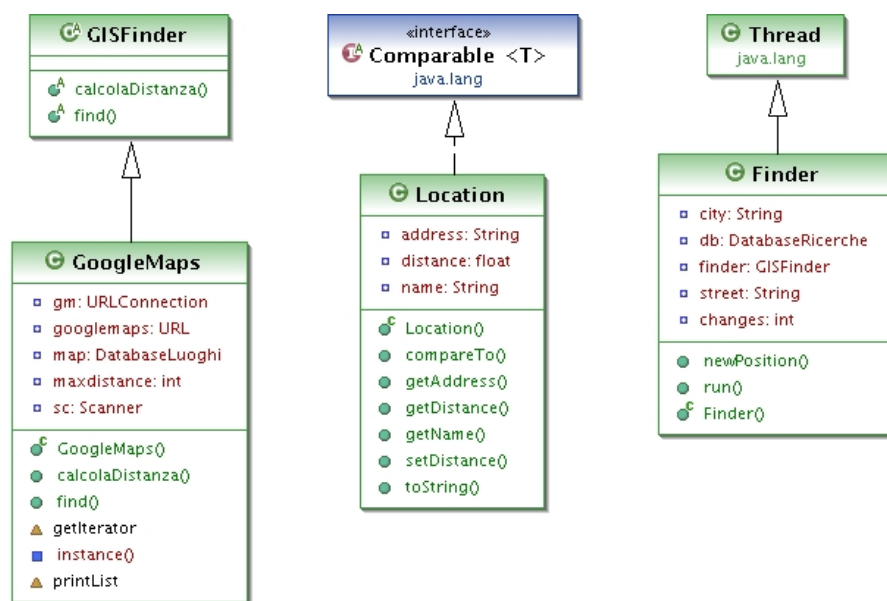 GISFinder
calcolaDistanza()
find()
GoogleMaps
gm: URLConnection
googlemaps: URL
map: DatabaseLuoghi
maxdistance: int
sc: Scanner
GoogleMaps()
calcolaDistanza()
find()
getIterator
instance()
printList
«interface»
Comparable <T>
java.lang
Location
address: String
distance: float
name: String
Location()
compareTo()
getAddress()
getDistance()
getName()
setDistance()
toString()
Thread
java.lang
Finder
city: String
db: DatabaseRicerche
finder: GISFinder
street: String
changes: int
newPosition()
run()
Finder()